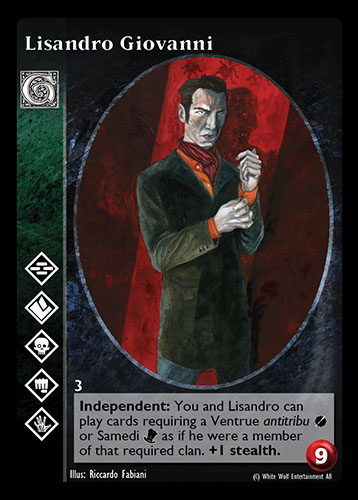 Lisandro Giovanni
3
Independent: You and Lisandro can
play cards requiring a Ventrue antitribu
or Samedi as if he were a member
of that required clan. +1 stealth.
9
Illus: Riccardo Fabiani
(C) White Wolf Entertainment AB